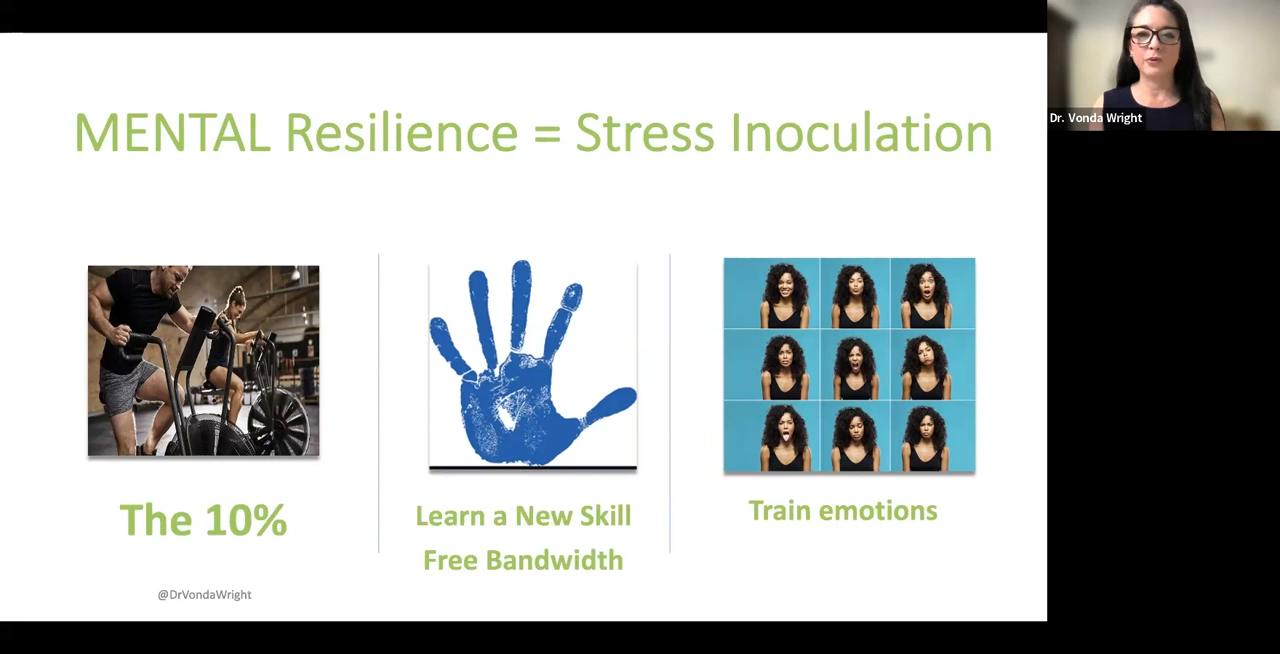 MENTAL Resilience = Stress Inoculation
Dr. Vonda Wright
The 10%
Learn a New Skill
Free Bandwidth
Train emotions
@DrVondaWright